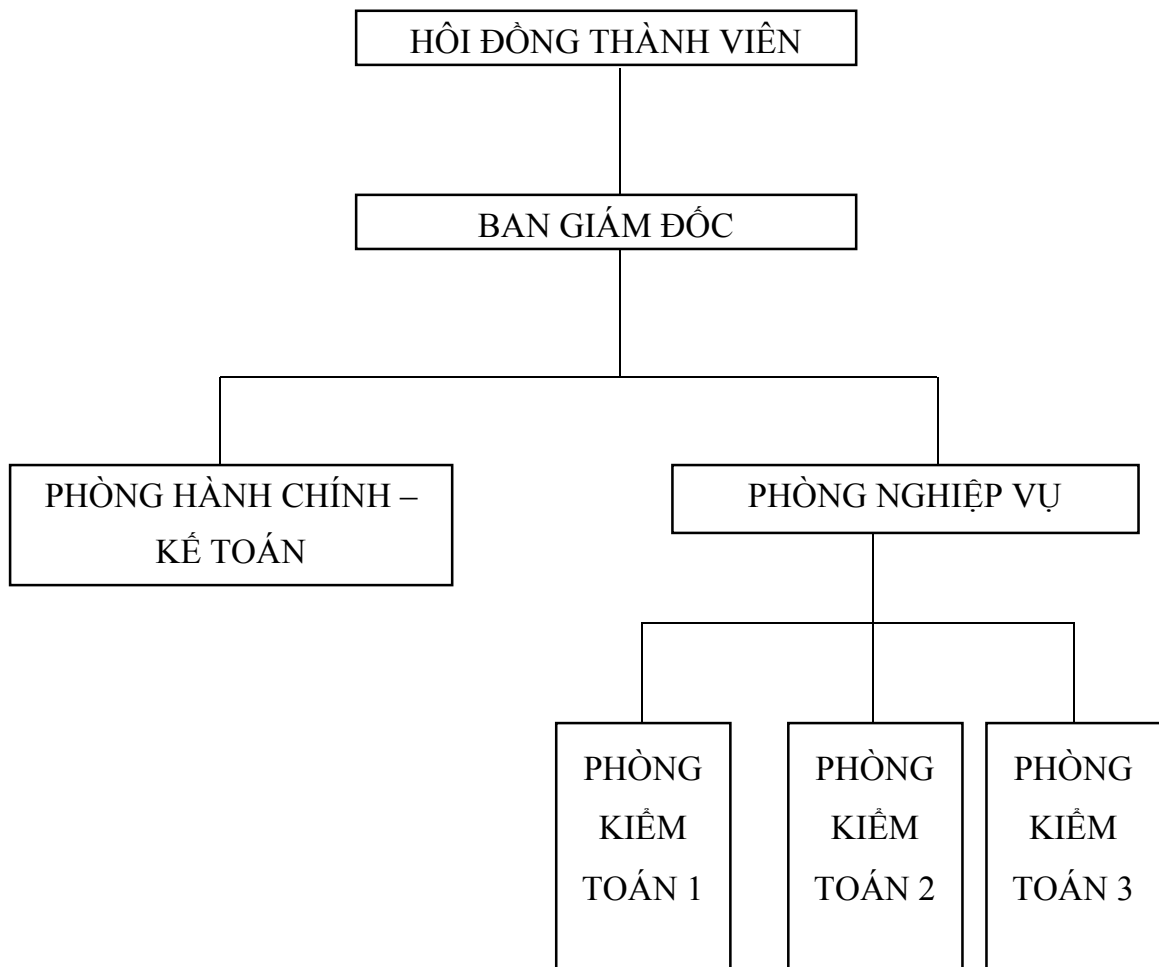 HÔI ĐỒNG THÀNH VIÊN
BAN GIÁM ĐỐC
PHÒNG HÀNH CHÍNH –
KẾ TOÁN
PHÒNG NGHIỆP VỤ
PHÒNG
KIỂM
TOÁN 1
PHÒNG
KIỂM
TOÁN 2
PHÒNG
KIỂM
TOÁN 3